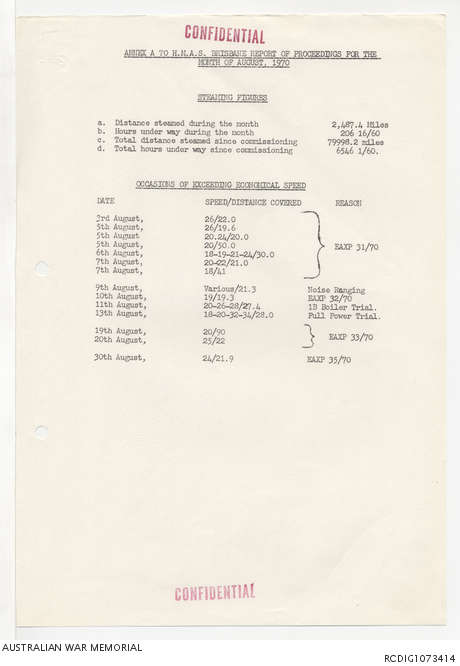 CONFIDENTIAL
ANNEX A TO H.M.A.S. BRISBANE REPORT OF PROCEEDINGS FOR THE
MONTH OF AUGUST, 1970
STEAMING FIGURES
a. Distance steamed during the month 2,487.4 Miles
b. Hours under way during the month 206 16/60
c. Total distance steamed since commissioning 79998.2 miles
d. Total hours under way since commissioning 6546 1/60.
OCCASIONS OF EXCEEDING ECONOMICAL SPEED
DATE SPEED/DISTANCE COVERED REASON
3rd August, 26/22.0
5th August, 26/19.6
5th August 20.24/20.0
5th August, 20/50.0 EAXP 31/70
6th August, 18-19-21-24/30.0
7th August, 20-22/21.0
7th August, 18/41
9th August, Various/21.3 Noise Ranging
10th August, 19/19.3 EAXP 32/70
11th August, 20-26-28/27.4 1B Boiler Trial.
13th August, 18-20-32-34/28.0 Full Power Trial.
19th August, 20/90 EAXP 33/70
20th August, 25/22
30th August, 24/21.9 EAXP 35/70
CONFIDENTIAL
AUSTRALIAN WAR MEMORIAL RCDIG1073414